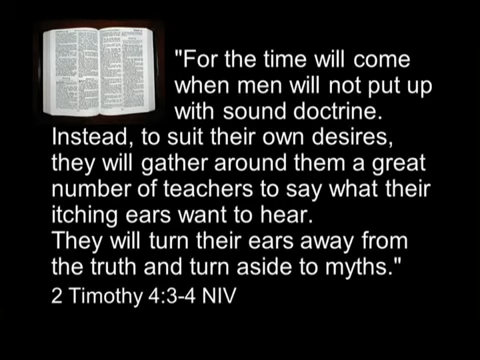 "For the time will come
when men will not put up
with sound doctrine.
Instead, to suit their own desires,
they will gather around them a great
number of teachers to say what their
itching ears want to hear.
They will turn their ears away from
the truth and turn aside to myths."
2 Timothy 4:3-4 NIV